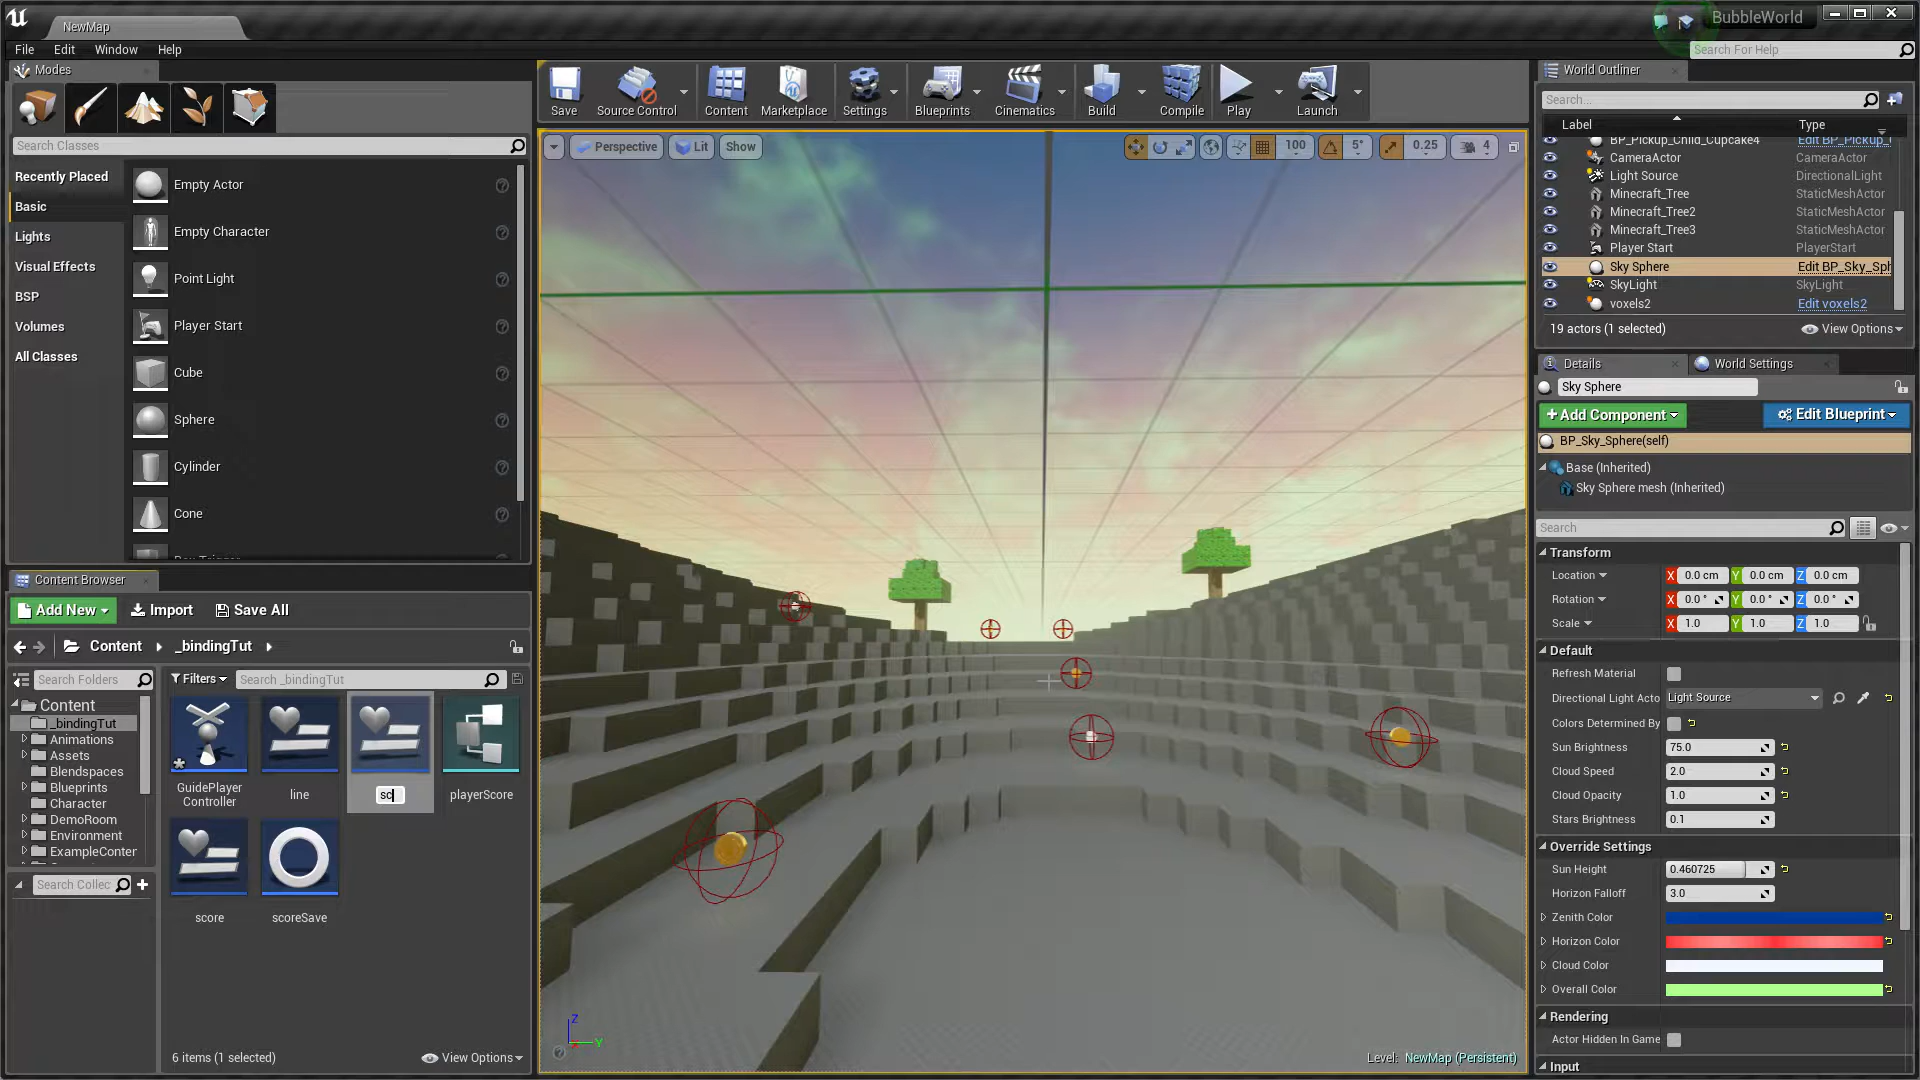 NewMap
BubbleWorld
File Edit Window Help
Search For Help
Modes
Search Classes
Recently Placed
Basic
Lights
Visual Effects
BSP
Volumes
All Classes
Empty Actor
Empty Character
Point Light
Player Start
Cube
Sphere
Cylinder
Cone
Save Source Control Content Marketplace Settings Blueprints Cinematics Build Compile Play Launch
Perspective Lit Show
100 5° 0.25 4
Level: NewMap (Persistent)
Content Browser
Add New Import Save All
Content _bindingTut
Search Folders
Filters Search _bindingTut
Content
_bindingTut
Animations
Assets
Blendspaces
Blueprints
Character
DemoRoom
Environment
ExampleConter
Search Collec
GuidePlayer
Controller
line
sc
playerScore
score
scoreSave
6 items (1 selected)
View Options
World Outliner
Search...
Label Type
BP_Pickup_Child_Cupcake4 Edit BP_Pickup_
CameraActor CameraActor
Light Source DirectionalLight
Minecraft_Tree StaticMeshActor
Minecraft_Tree2 StaticMeshActor
Minecraft_Tree3 StaticMeshActor
Player Start PlayerStart
Sky Sphere Edit BP_Sky_Sph
SkyLight SkyLight
voxels2 Edit voxels2
19 actors (1 selected) View Options
Details World Settings
Sky Sphere
+Add Component Edit Blueprint
BP_Sky_Sphere(self)
Base (Inherited)
Sky Sphere mesh (Inherited)
Search
Transform
Location X 0.0 cm Y 0.0 cm Z 0.0 cm
Rotation X 0.0 ° Y 0.0 ° Z 0.0 °
Scale X 1.0 Y 1.0 Z 1.0
Default
Refresh Material
Directional Light Acto Light Source
Colors Determined By
Sun Brightness 75.0
Cloud Speed 2.0
Cloud Opacity 1.0
Stars Brightness 0.1
Override Settings
Sun Height 0.460725
Horizon Falloff 3.0
Zenith Color
Horizon Color
Cloud Color
Overall Color
Rendering
Actor Hidden In Game
Input
Z
Y